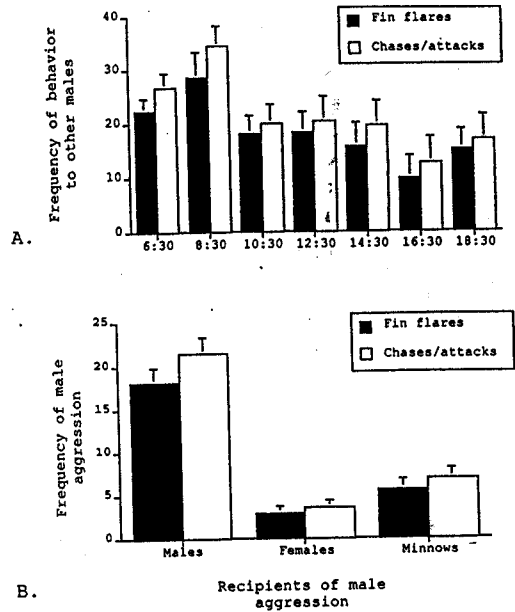 40
30
20
10
0
Frequency of behavior
to other males
Fin flares
Chases/attacks
6:30 8:30 10:30 12:30 14:30 16:30 18:30
A.
25
20
15
10
5
0
Frequency of male
aggression
Fin flares
Chases/attacks
Males Females Minnows
B.
Recipients of male
aggression